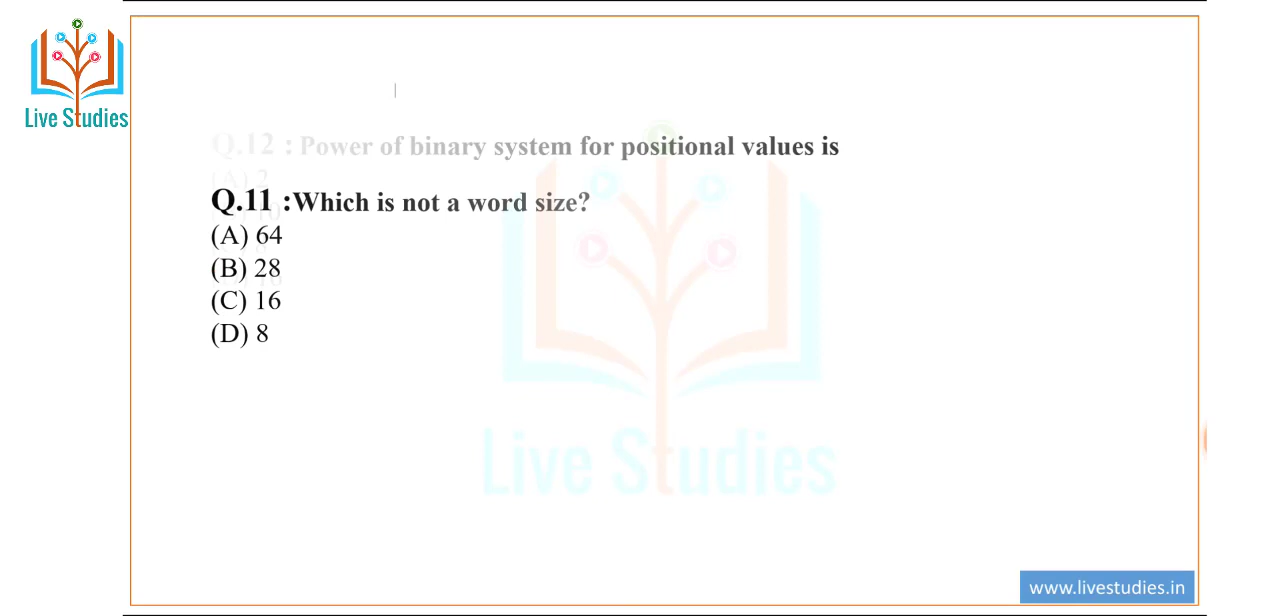 Live Studies
Q.12 : Power of binary system for positional values is
(A) 2
Q.11 :Which is not a word size?
(A) 64
(B) 28
(C) 16
(D) 8
Live Studies
www.livestudies.in